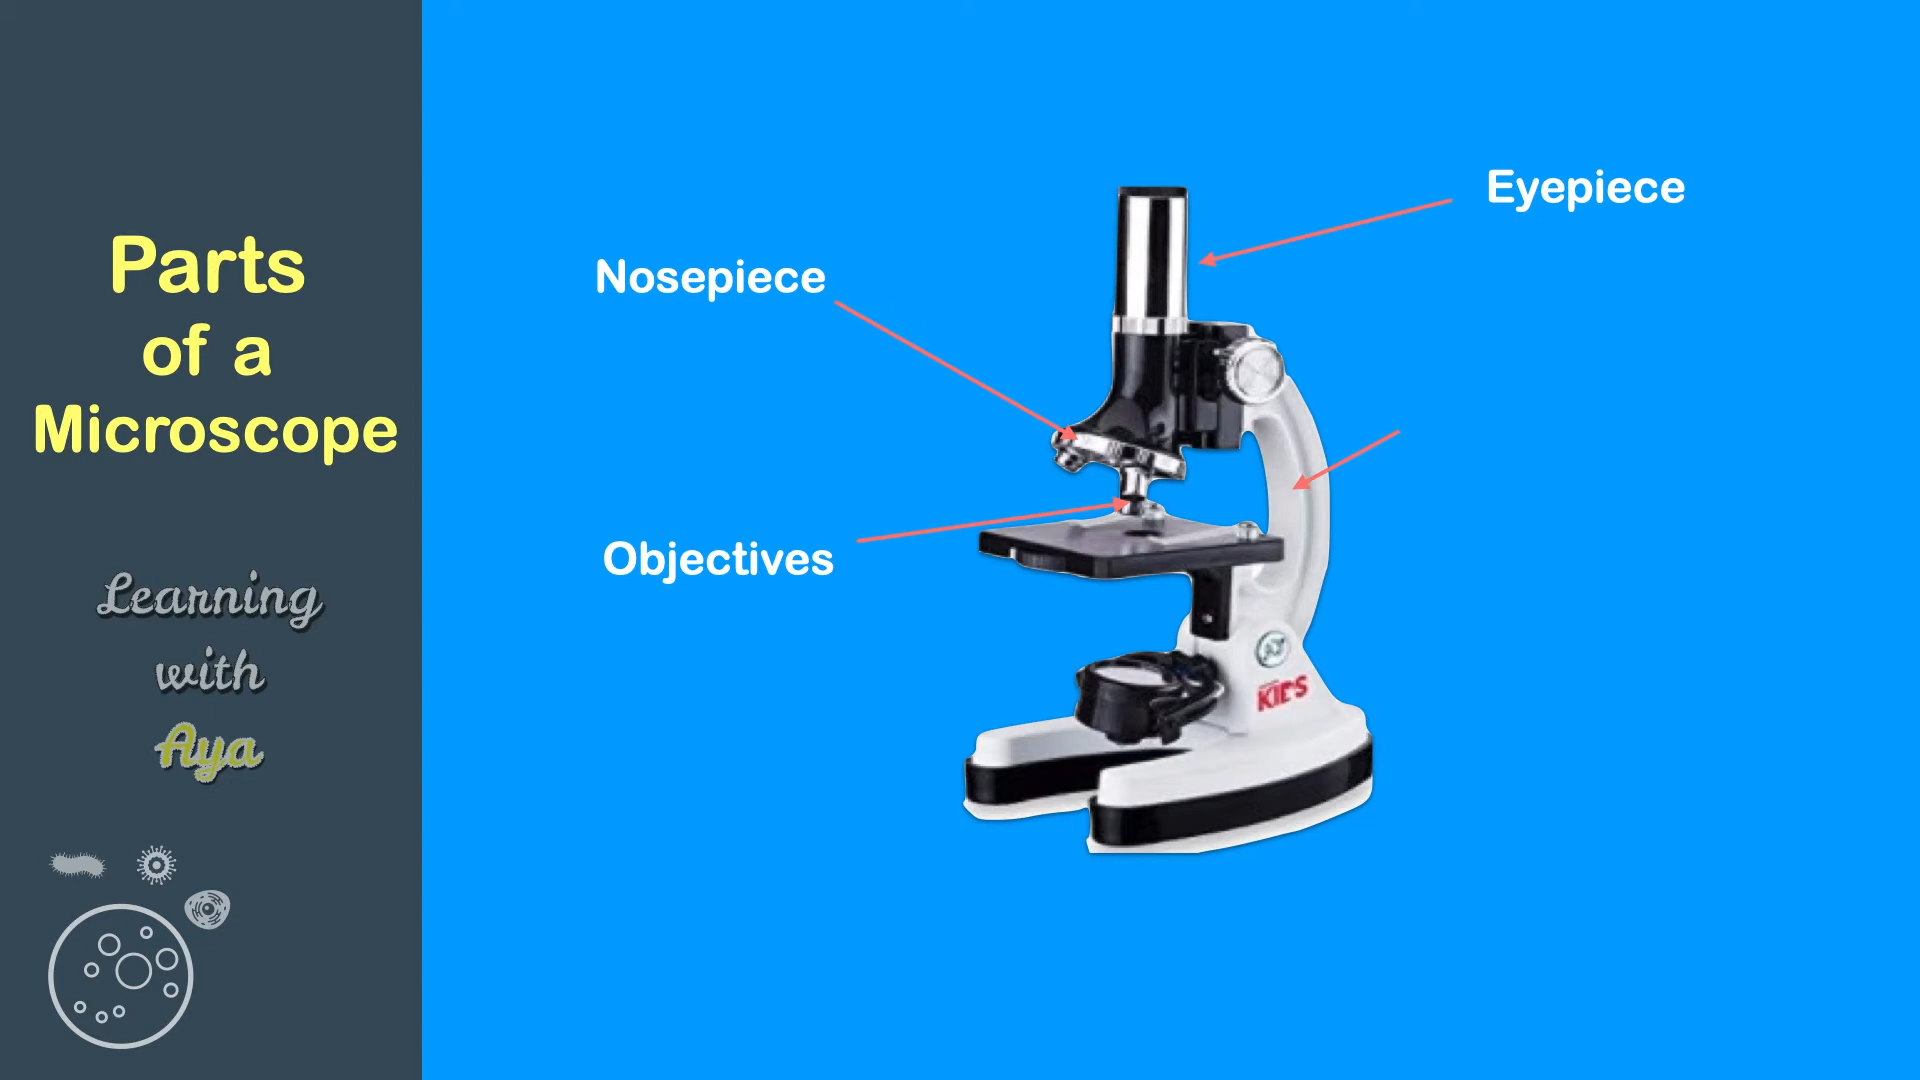 Parts
of a
Microscope
Learning
with
Aya
Nosepiece
Eyepiece
Objectives
KIDS